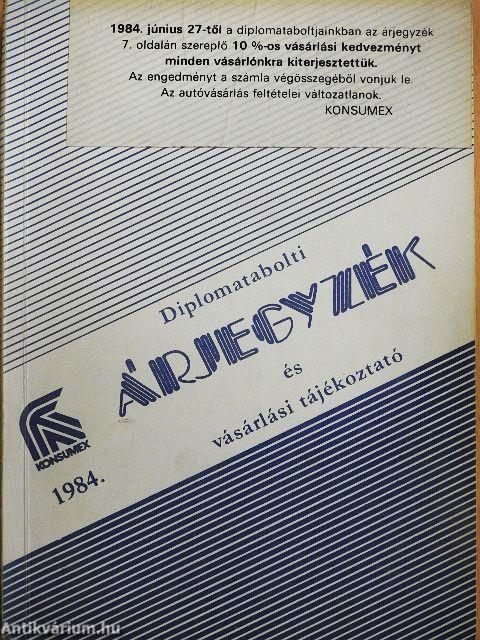 1984. június 27-től a diplomataboltjainkban az árjegyzék
7. oldalán szereplő 10 %-os vásárlási kedvezményt
minden vásárlónkra kiterjesztettük.
Az engedményt a számla végösszegéből vonjuk le.
Az autóvásárlás feltételei változatlanok.
KONSUMEX
Diplomatabolti
ÁRJEGYZÉK
és
vásárlási tájékoztató
KONSUMEX
1984.
Antikvárium.hu